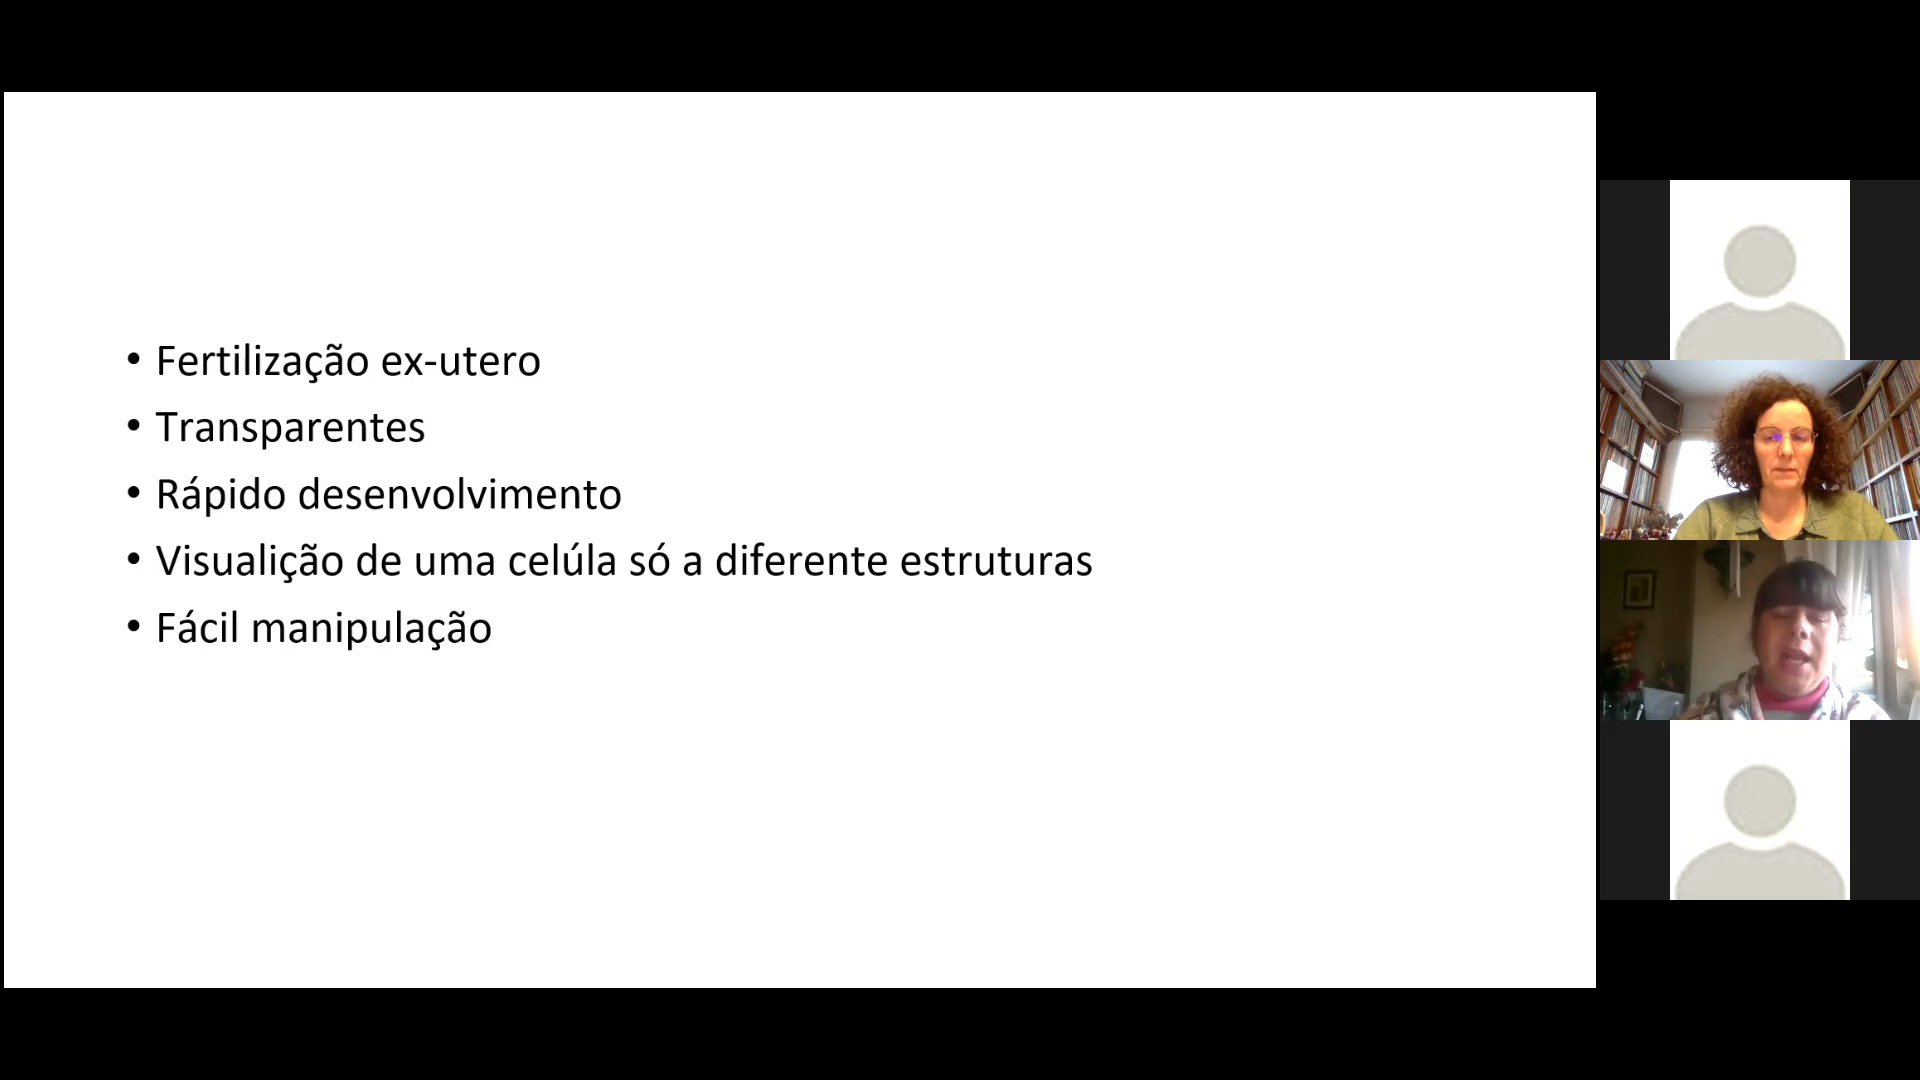 • Fertilização ex-utero
• Transparentes
• Rápido desenvolvimento
• Visualição de uma celúla só a diferente estruturas
• Fácil manipulação